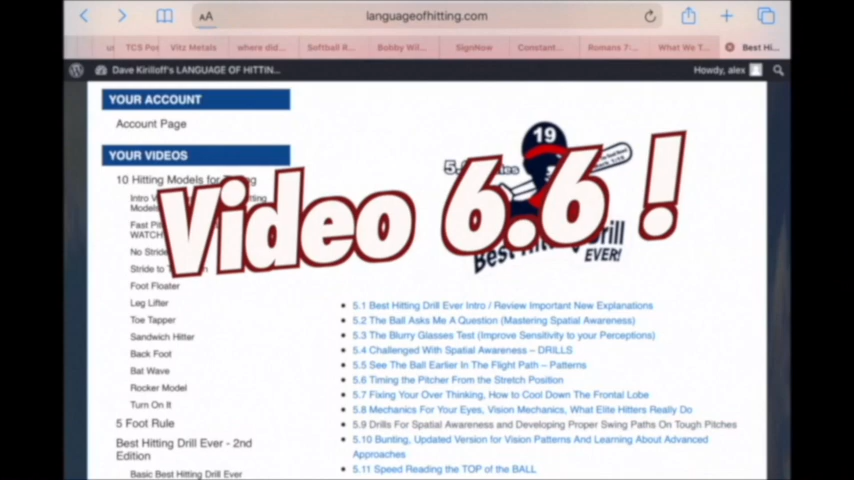 languageofhitting.com
TCS Por
Vitz Metals
where did...
Softball R...
Bobby Wil...
SignNow
Constant...
Romans 7-...
What We T...
Best Hi...
Dave Kirilloff's LANGUAGE OF HITTIN...
Howdy, alex
YOUR ACCOUNT
Account Page
YOUR VIDEOS
10 Hitting Models for
Intro
Models
Fast
WATCH
No Stride
Stride to
Foot Floater
Leg Lifter
Toe Tapper
Sandwich Hitter
Back Foot
Bat Wave
Rocker Model
Turn On It
5 Foot Rule
Best Hitting Drill Ever - 2nd
Edition
Basic Best Hitting Drill Ever
19
Video 6.6 !
Best Hitting Drill
EVER!
5.1 Best Hitting Drill Ever Intro / Review Important New Explanations
5.2 The Ball Asks Me A Question (Mastering Spatial Awareness)
5.3 The Blurry Glasses Test (Improve Sensitivity to your Perceptions)
5.4 Challenged With Spatial Awareness – DRILLS
5.5 See The Ball Earlier In The Flight Path – Patterns
5.6 Timing the Pitcher From the Stretch Position
5.7 Fixing Your Over Thinking, How to Cool Down The Frontal Lobe
5.8 Mechanics For Your Eyes, Vision Mechanics, What Elite Hitters Really Do
5.9 Drills For Spatial Awareness and Developing Proper Swing Paths On Tough Pitches
5.10 Bunting, Updated Version for Vision Patterns And Learning About Advanced
Approaches
5.11 Speed Reading the TOP of the BALL